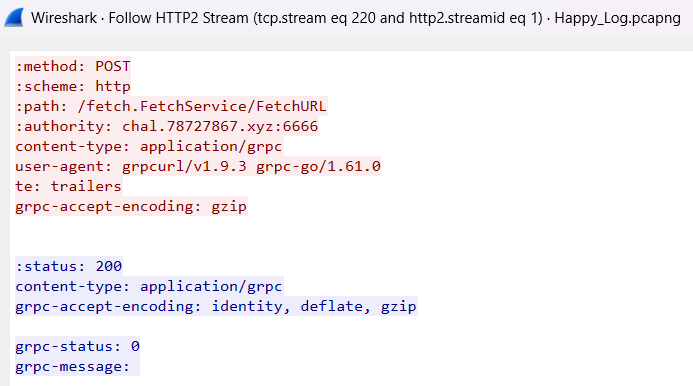 Wireshark · Follow HTTP2 Stream (tcp.stream eq 220 and http2.streamid eq 1) · Happy_Log.pcapng
:method: POST
:scheme: http
:path: /fetch.FetchService/FetchURL
:authority: chal.78727867.xyz:6666
content-type: application/grpc
user-agent: grpcurl/v1.9.3 grpc-go/1.61.0
te: trailers
grpc-accept-encoding: gzip
:status: 200
content-type: application/grpc
grpc-accept-encoding: identity, deflate, gzip
grpc-status: 0
grpc-message: